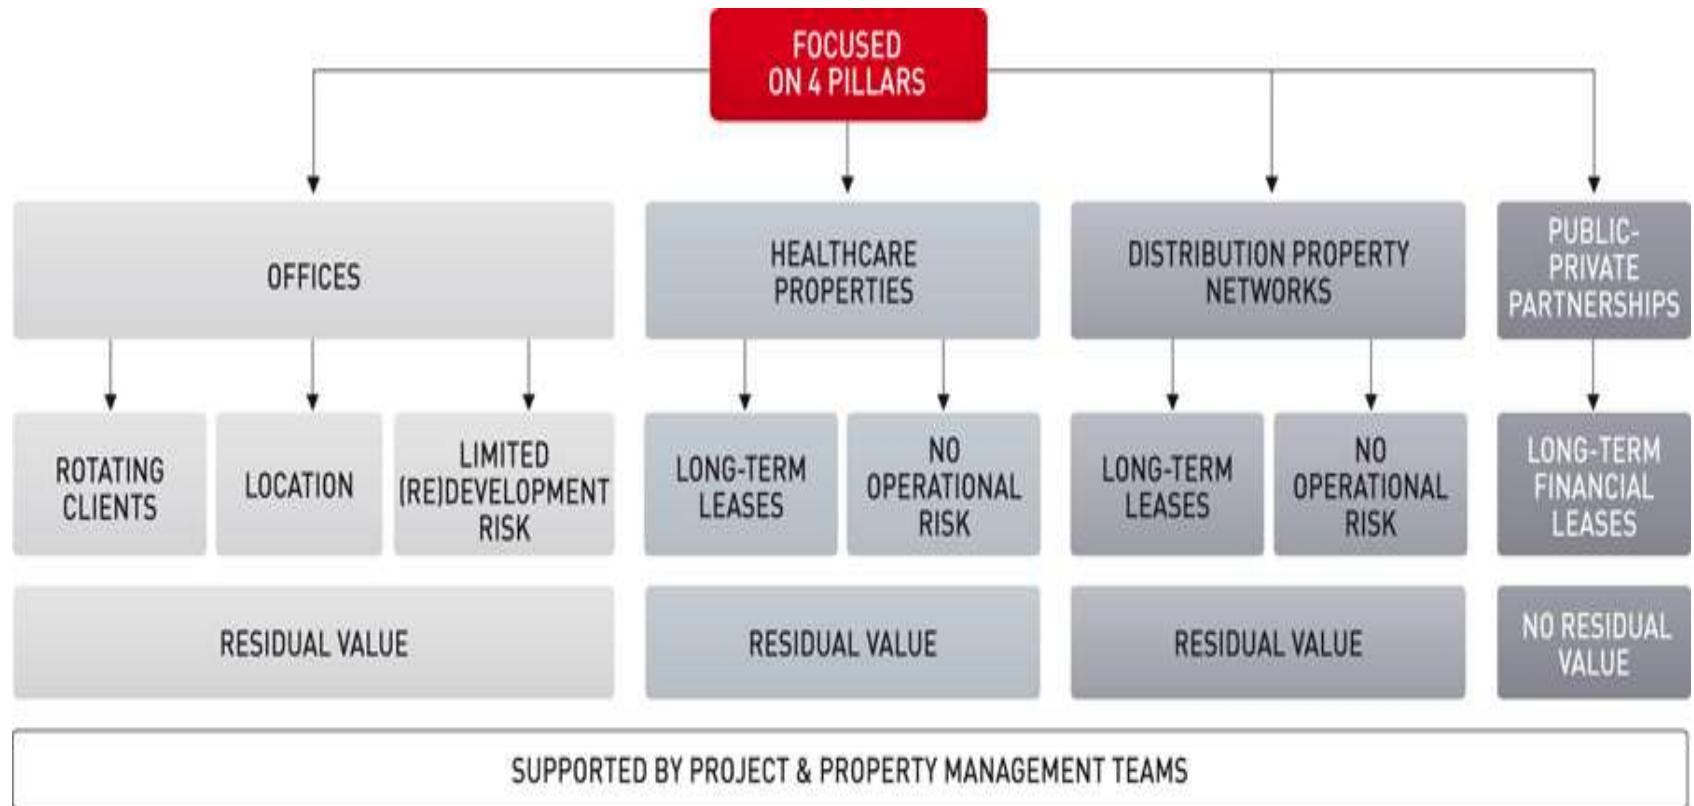 FOCUSED
ON 4 PILLARS
OFFICES
HEALTHCARE
PROPERTIES
DISTRIBUTION PROPERTY
NETWORKS
PUBLIC-
PRIVATE
PARTNERSHIPS
ROTATING
CLIENTS
LOCATION
LIMITED
(RE)DEVELOPMENT
RISK
LONG-TERM
LEASES
NO
OPERATIONAL
RISK
LONG-TERM
LEASES
NO
OPERATIONAL
RISK
LONG-TERM
FINANCIAL
LEASES
RESIDUAL VALUE
RESIDUAL VALUE
RESIDUAL VALUE
NO RESIDUAL
VALUE
SUPPORTED BY PROJECT & PROPERTY MANAGEMENT TEAMS